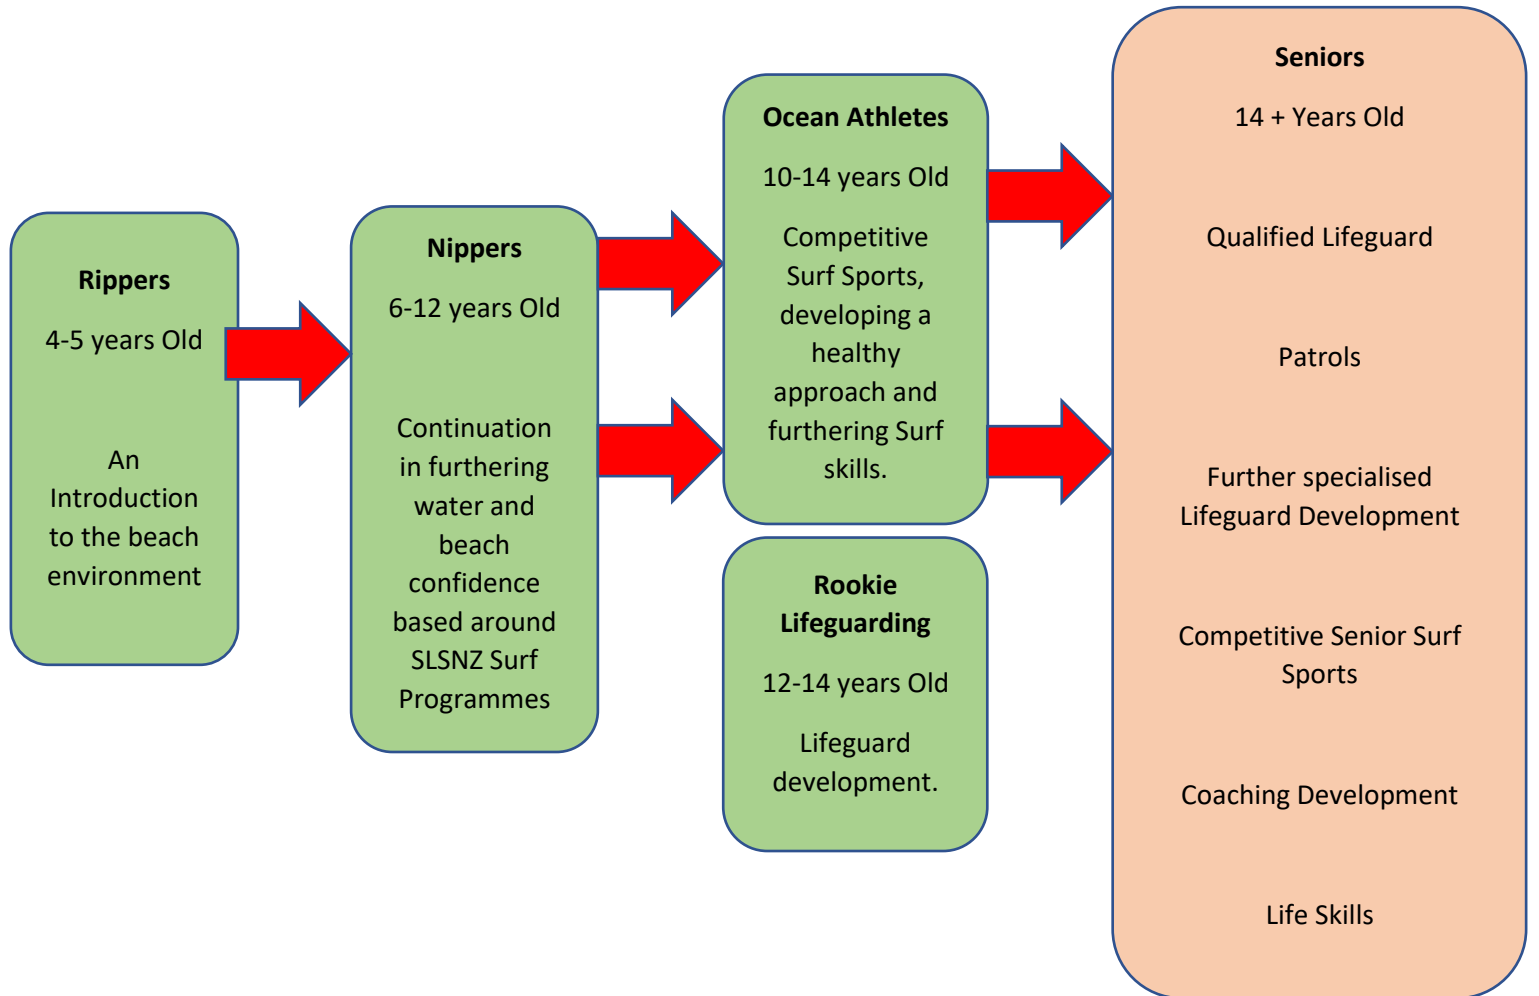 Rippers
4-5 years Old
An
Introduction
to the beach
environment
Nippers
6-12 years Old
Continuation
in furthering
water and
beach
confidence
based around
SLSNZ Surf
Programmes
Ocean Athletes
10-14 years Old
Competitive
Surf Sports,
developing a
healthy
approach and
furthering Surf
skills.
Rookie
Lifeguarding
12-14 years Old
Lifeguard
development.
Seniors
14 + Years Old
Qualified Lifeguard
Patrols
Further specialised
Lifeguard Development
Competitive Senior Surf
Sports
Coaching Development
Life Skills